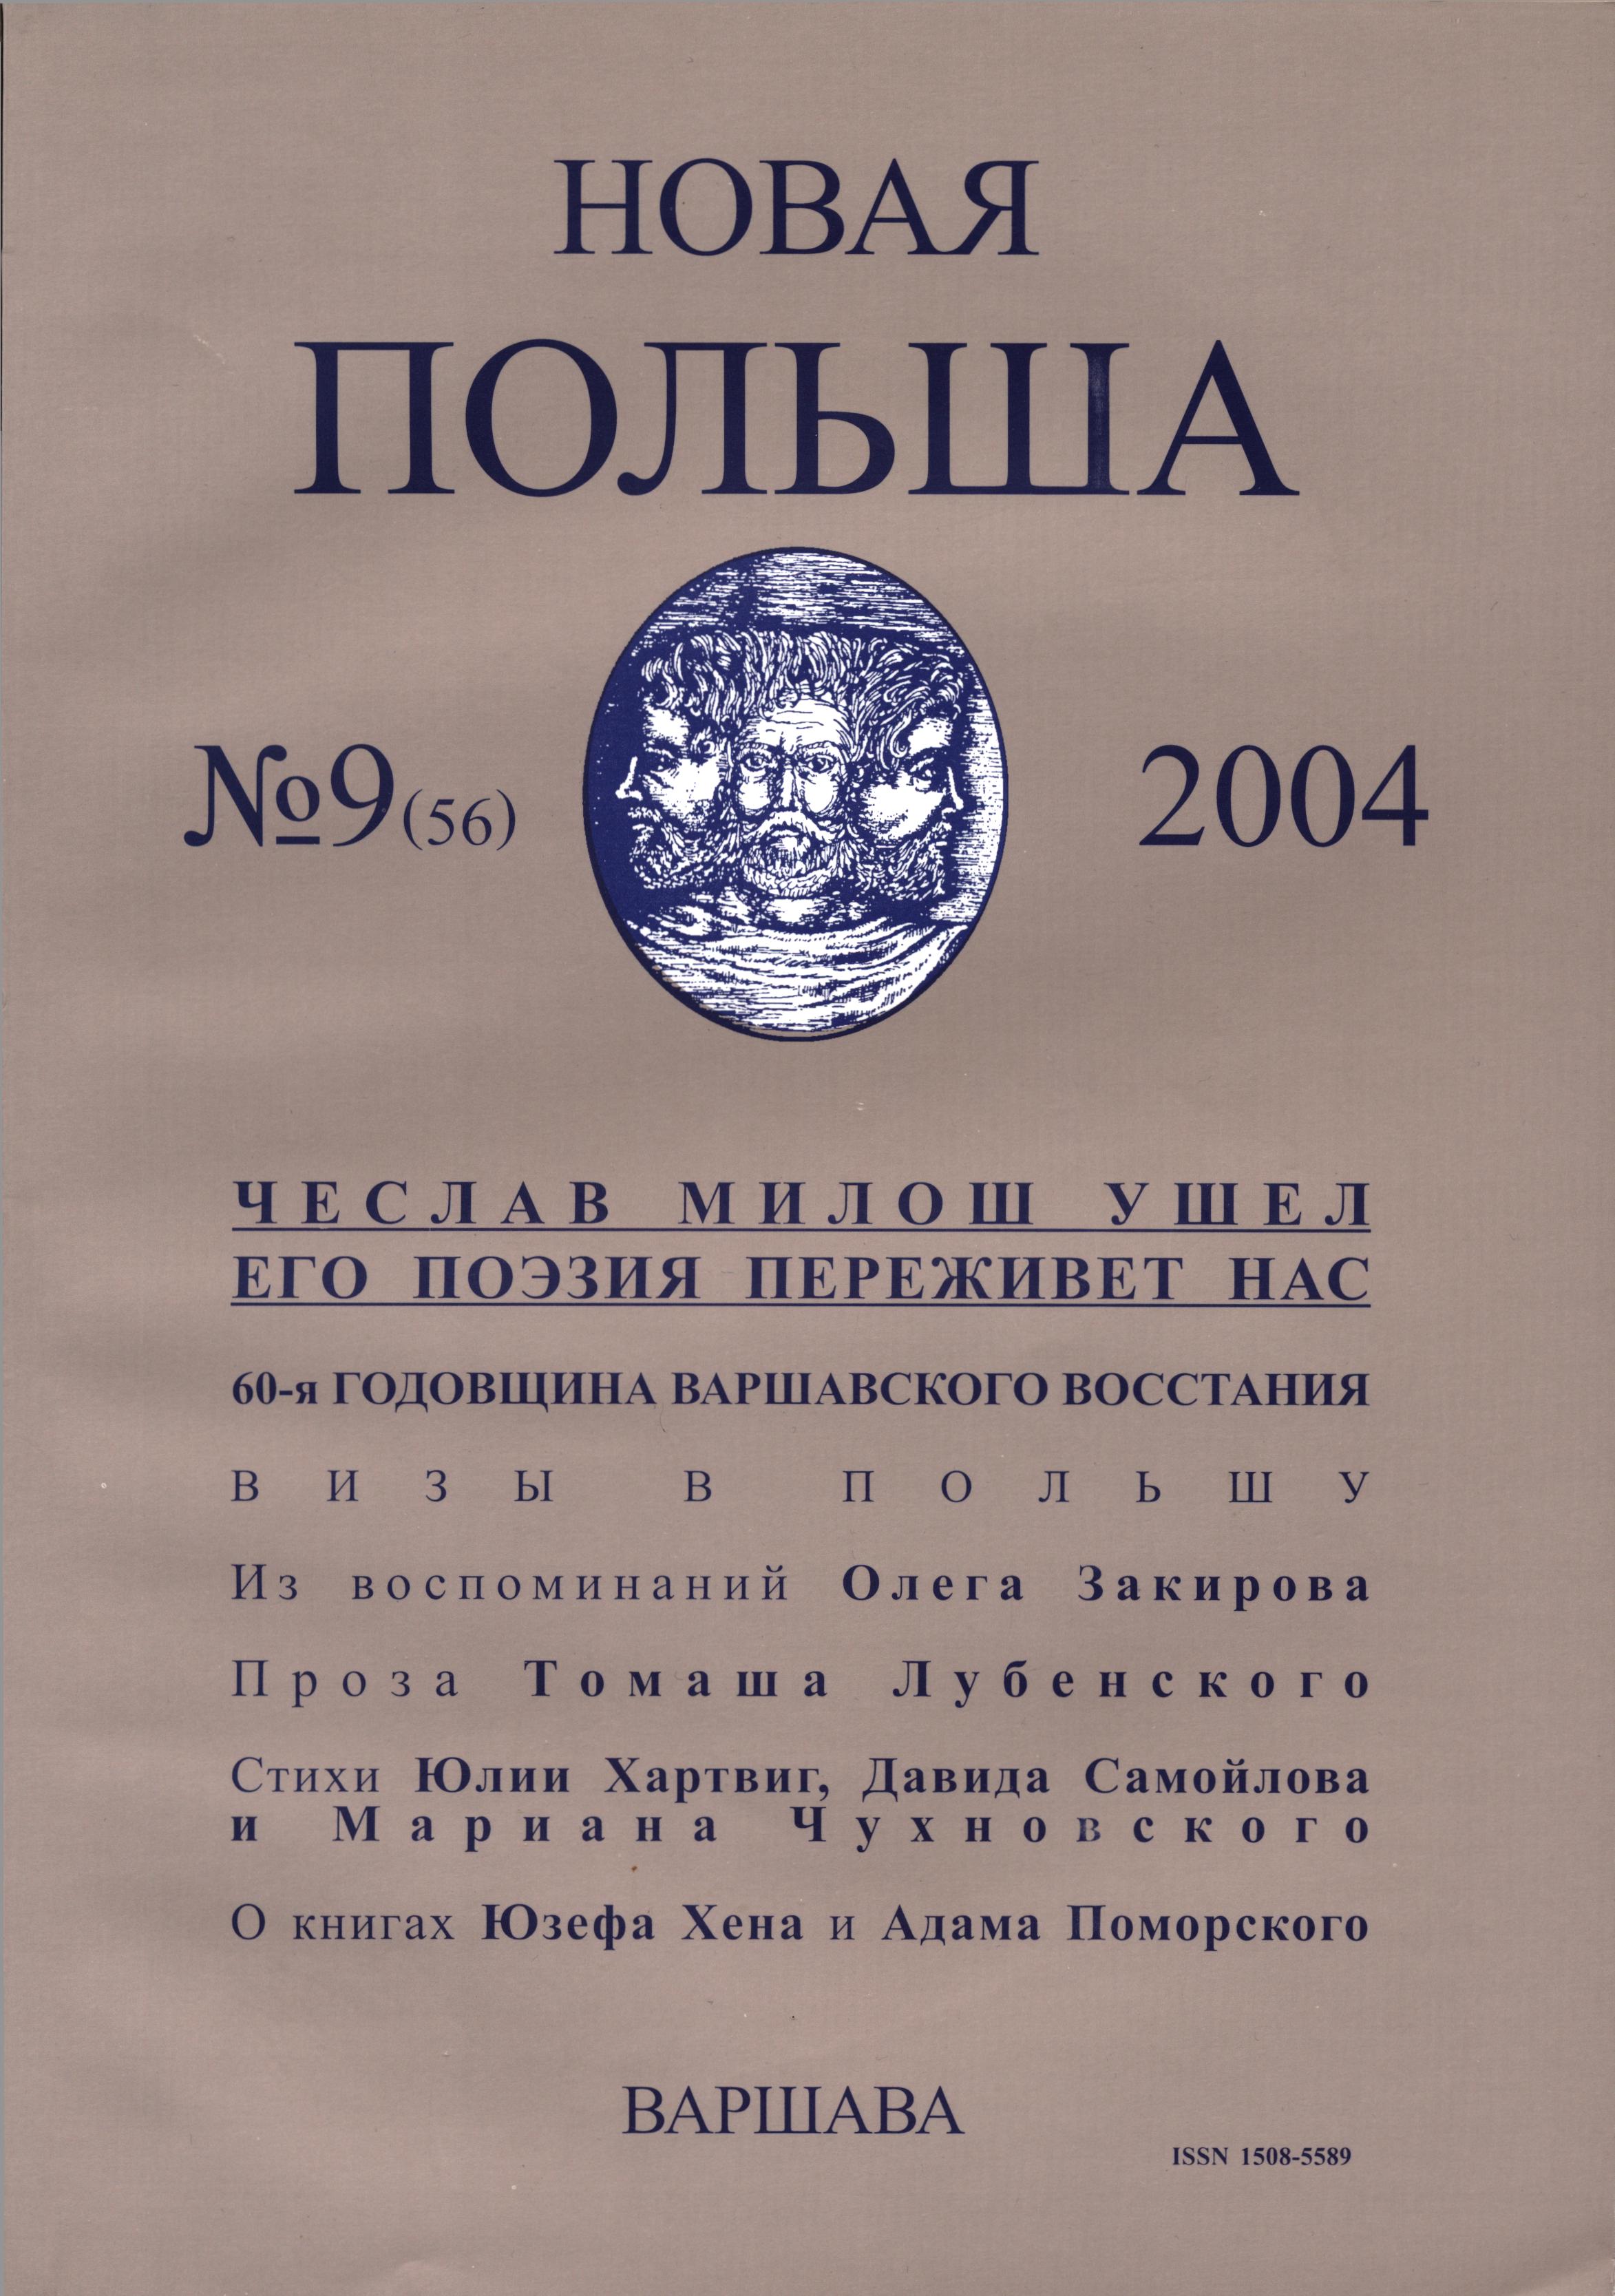 НОВАЯ
ПОЛЬША
№9(56) 2004
ЧЕСЛАВ МИЛОШ УШЕЛ
ЕГО ПОЭЗИЯ ПЕРЕЖИВЕТ НАС
60-я ГОДОВЩИНА ВАРШАВСКОГО ВОССТАНИЯ
ВИЗЫ В ПОЛЬШУ
Из воспоминаний Олега Закирова
Проза Томаша Лубенского
Стихи Юлии Хартвиг, Давида Самойлова
и Мариана Чухновского
О книгах Юзефа Хена и Адама Поморского
ВАРШАВА
ISSN 1508-5589